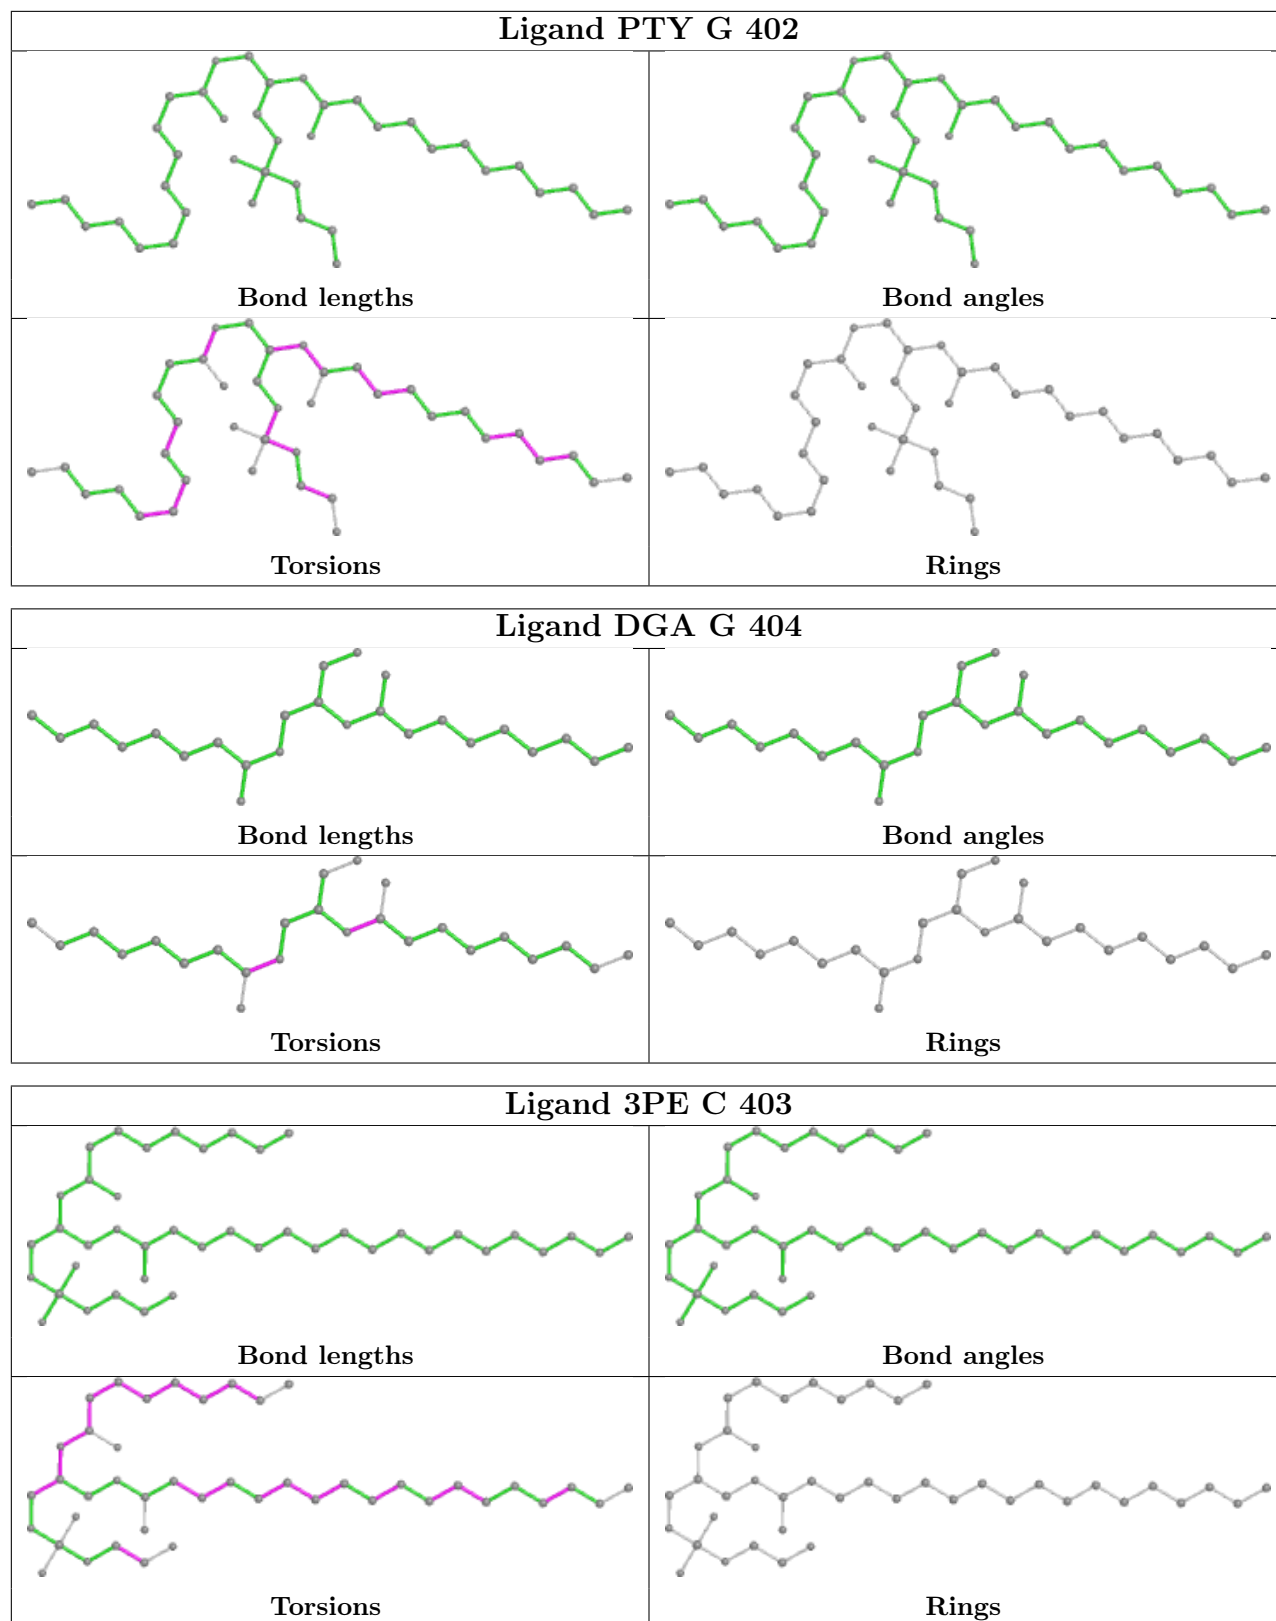 Ligand PTY G 402
Bond lengths
Bond angles
Torsions
Rings
Ligand DGA G 404
Bond lengths
Bond angles
Torsions
Rings
Ligand 3PE C 403
Bond lengths
Bond angles
Torsions
Rings